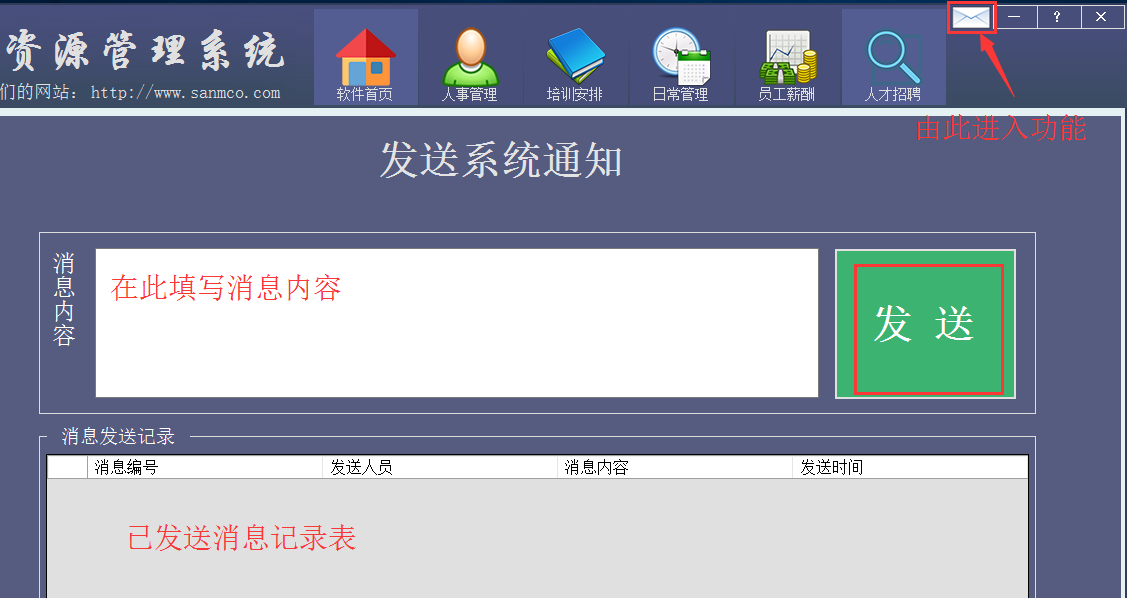 资源管理系统
们的网站：http://www.sanmco.com
软件首页
人事管理
培训安排
日常管理
员工薪酬
人才招聘
?
由此进入功能
发送系统通知
消息内容
在此填写消息内容
发 送
消息发送记录
消息编号 发送人员 消息内容 发送时间
已发送消息记录表